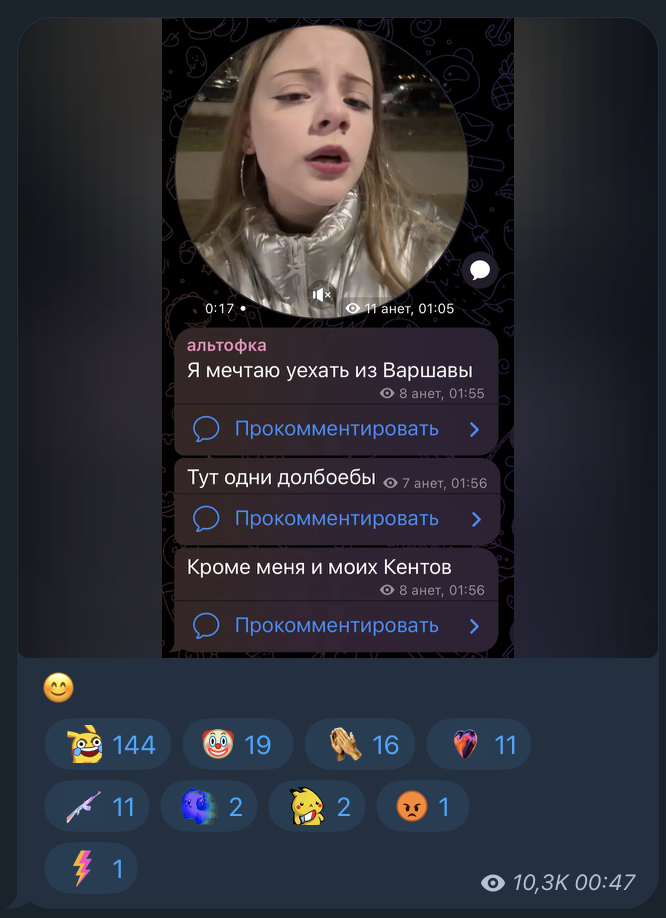 0:17
11 анет, 01:05
альтофка
Я мечтаю уехать из Варшавы
8 анет, 01:55
Прокомментировать
Тут одни долбоебы
7 анет, 01:56
Прокомментировать
Кроме меня и моих Кентов
8 анет, 01:56
Прокомментировать
144 19 16 11
11 2 2 1
1
10,3K 00:47